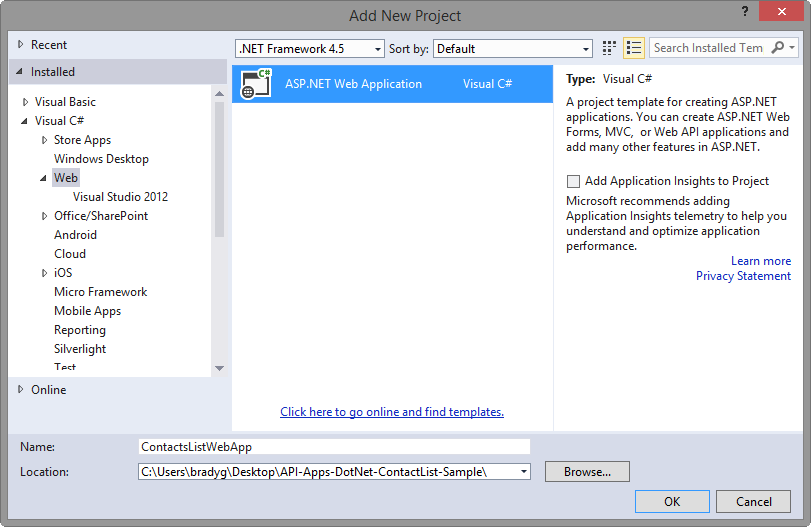 Add New Project
?
Recent
Installed
Visual Basic
Visual C#
Store Apps
Windows Desktop
Web
Visual Studio 2012
Office/SharePoint
Android
Cloud
iOS
Micro Framework
Mobile Apps
Reporting
Silverlight
Test
Online
.NET Framework 4.5
Sort by: Default
Search Installed Tem
C#
ASP.NET Web Application Visual C#
Click here to go online and find templates.
Type: Visual C#
A project template for creating ASP.NET
applications. You can create ASP.NET Web
Forms, MVC, or Web API applications and
add many other features in ASP.NET.
Add Application Insights to Project
Microsoft recommends adding
Application Insights telemetry to help you
understand and optimize application
performance.
Learn more
Privacy Statement
Name: ContactsListWebApp
Location: C:\Users\bradyg\Desktop\API-Apps-DotNet-ContactList-Sample\
Browse...
OK Cancel